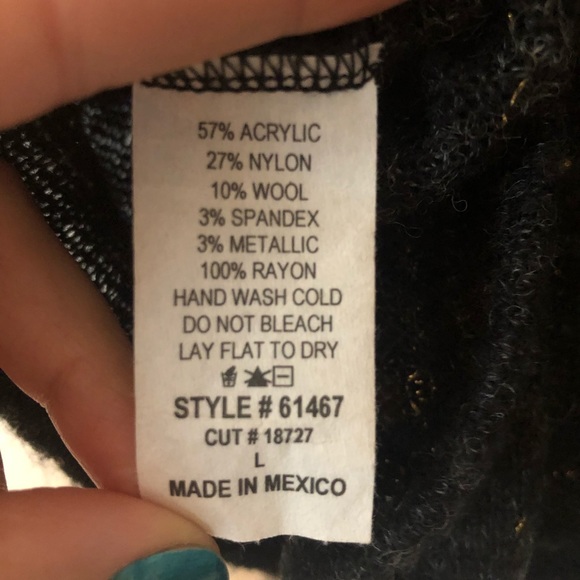 57% ACRYLIC
27% NYLON
10% WOOL
3% SPANDEX
3% METALLIC
100% RAYON
HAND WASH COLD
DO NOT BLEACH
LAY FLAT TO DRY
STYLE # 61467
CUT # 18727
L
MADE IN MEXICO